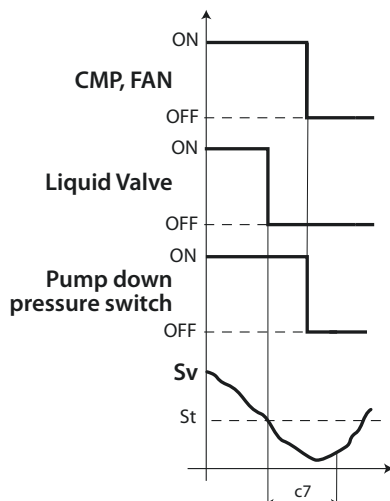 ON
CMP, FAN
OFF
ON
Liquid Valve
OFF
ON
Pump down
pressure switch
OFF
Sv
St
c7